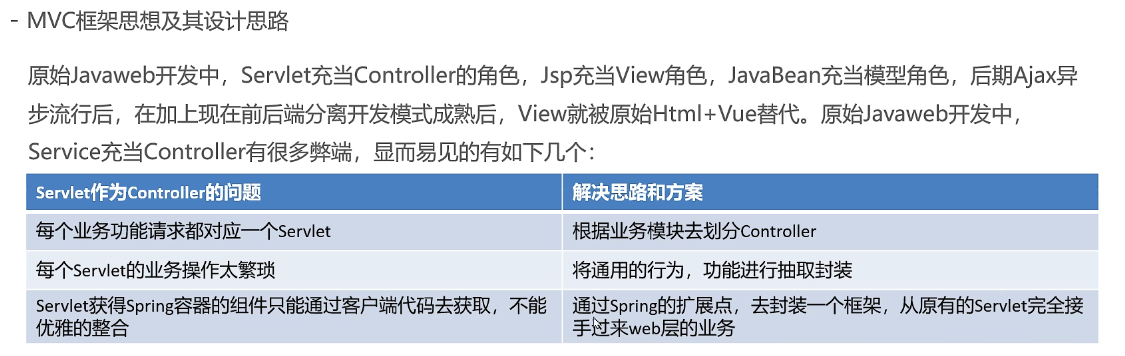 - MVC框架思想及其设计思路
原始Javaweb开发中，Servlet充当Controller的角色，Jsp充当View角色，JavaBean充当模型角色，后期Ajax异
步流行后，在加上现在前后端分离开发模式成熟后，View就被原始Html+Vue替代。原始Javaweb开发中，
Service充当Controller有很多弊端，显而易见的有如下几个：
Servlet作为Controller的问题
解决思路和方案
每个业务功能请求都对应一个Servlet
根据业务模块去划分Controller
每个Servlet的业务操作太繁琐
将通用的行为，功能进行抽取封装
Servlet获得Spring容器的组件只能通过客户端代码去获取，不能
优雅的整合
通过Spring的扩展点，去封装一个框架，从原有的Servlet完全接
手过来web层的业务